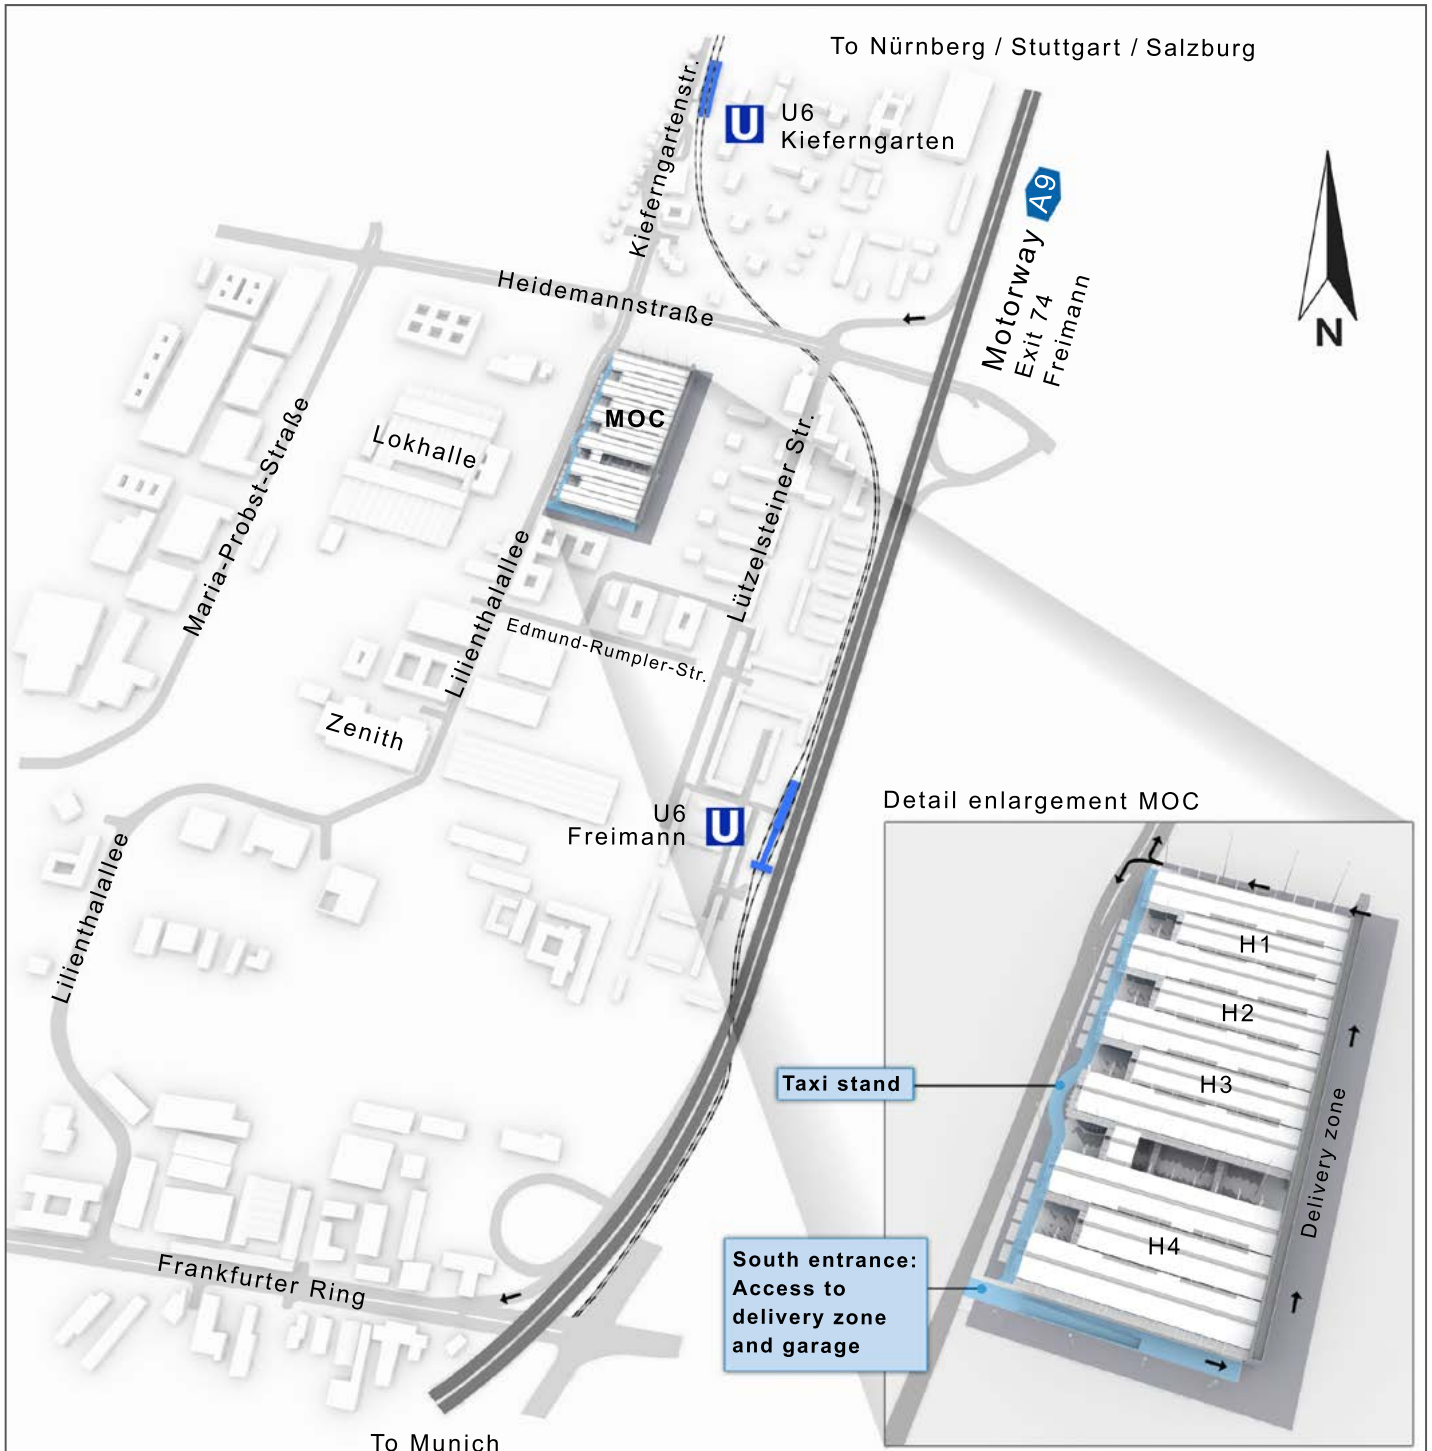 To Nürnberg / Stuttgart / Salzburg
Kieferngartenstr.
U
U6
Kieferngarten
A9
Motorway
Exit 74
Freimann
N
Heidemannstraße
MOC
Lokhalle
Maria-Probst-Straße
Lützelsteiner Str.
Lilienthalallee
Edmund-Rumpler-Str.
Zenith
U6
Freimann
U
Detail enlargement MOC
Lilienthalallee
H1
H2
H3
H4
Taxi stand
Delivery zone
South entrance:
Access to
delivery zone
and garage
Frankfurter Ring
To Munich